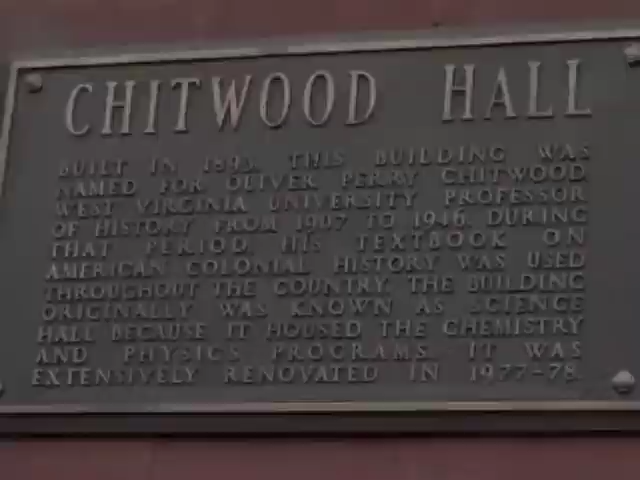 CHITWOOD HALL
BUILT IN 1893, THIS BUILDING WAS
NAMED FOR OLIVER PERRY CHITWOOD
WEST VIRGINIA UNIVERSITY PROFESSOR
OF HISTORY FROM 1907 TO 1946. DURING
THAT PERIOD, HIS TEXTBOOK ON
AMERICAN COLONIAL HISTORY WAS USED
THROUGHOUT THE COUNTRY. THE BUILDING
ORIGINALLY WAS KNOWN AS SCIENCE
HALL BECAUSE IT HOUSED THE CHEMISTRY
AND PHYSICS PROGRAMS. IT WAS
EXTENSIVELY RENOVATED IN 1977-78.